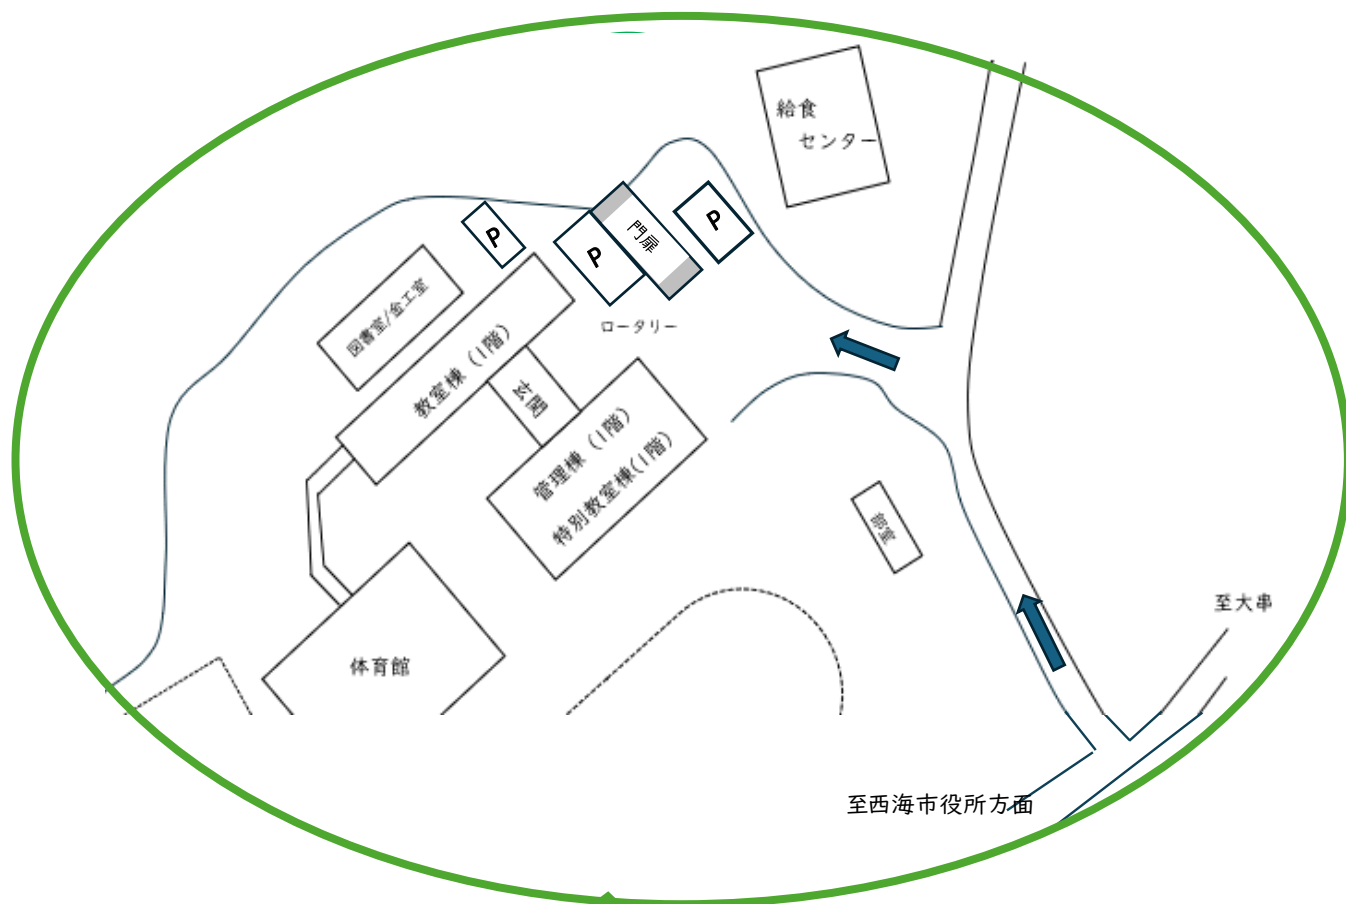 給食
センター
P
P
門扉
P
図書室/金工室
ロータリー
教室棟（1階）
玄関
管理棟（1階）
特別教室棟(1階)
部室
体育館
至大串
至西海市役所方面